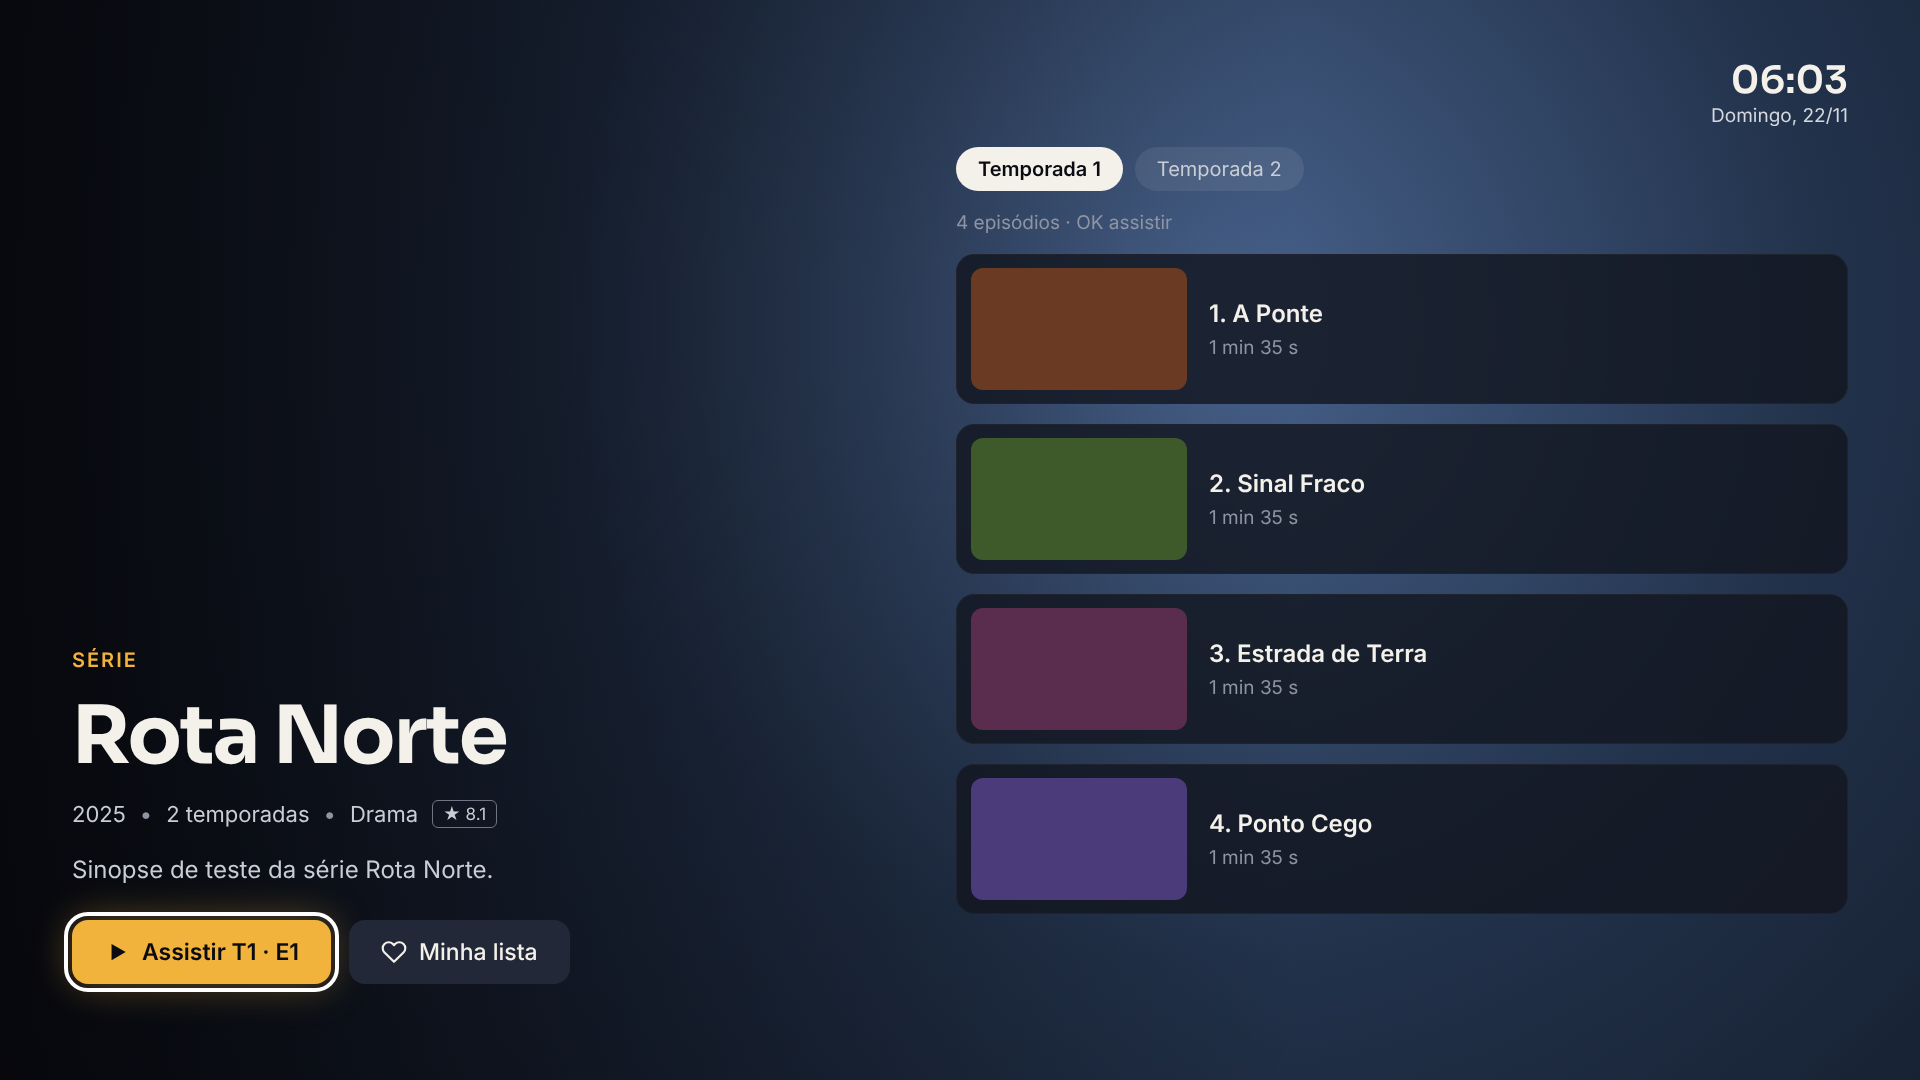 06:03
Domingo, 22/11
Temporada 1
Temporada 2
4 episódios · OK assistir
1. A Ponte
1 min 35 s
2. Sinal Fraco
1 min 35 s
3. Estrada de Terra
1 min 35 s
4. Ponto Cego
1 min 35 s
SÉRIE
Rota Norte
2025 • 2 temporadas • Drama ★ 8.1
Sinopse de teste da série Rota Norte.
Assistir T1 · E1
Minha lista